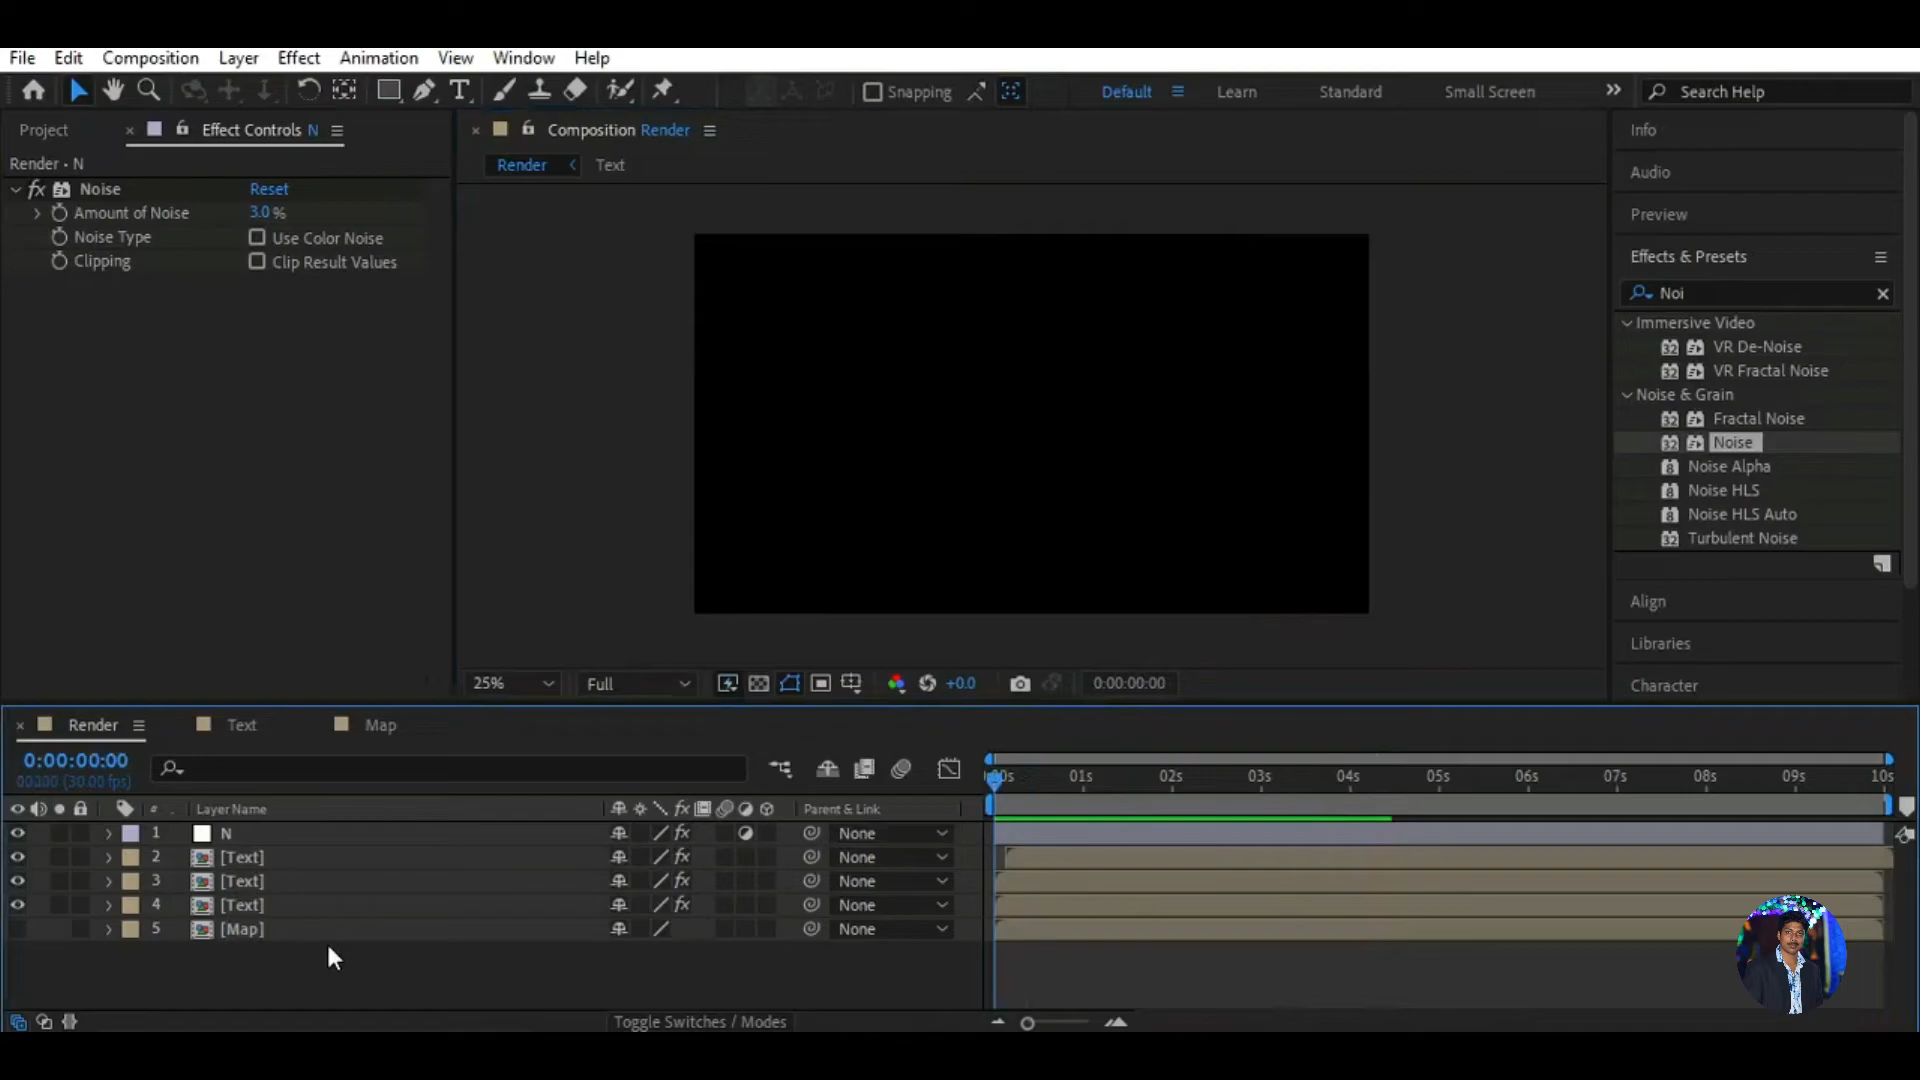 File Edit Composition Layer Effect Animation View Window Help
Snapping Default Learn Standard Small Screen Search Help
Project Effect Controls N Composition Render Info
Render • N Render Text
Audio
fx Noise Reset
Amount of Noise 3.0 % Preview
Noise Type Use Color Noise
Clipping Clip Result Values Effects & Presets
Noi
Immersive Video
VR De-Noise
VR Fractal Noise
Noise & Grain
Fractal Noise
Noise
Noise Alpha
Noise HLS
Noise HLS Auto
Turbulent Noise
Align
Libraries
25% Full +0.0 0:00:00:00 Character
Render Text Map
0:00:00:00
(30.00 fps)
00s 01s 02s 03s 04s 05s 06s 07s 08s 09s 10s
# Layer Name fx Parent & Link
1 N fx None
2 [Text] fx None
3 [Text] fx None
4 [Text] fx None
5 [Map] None
Toggle Switches / Modes